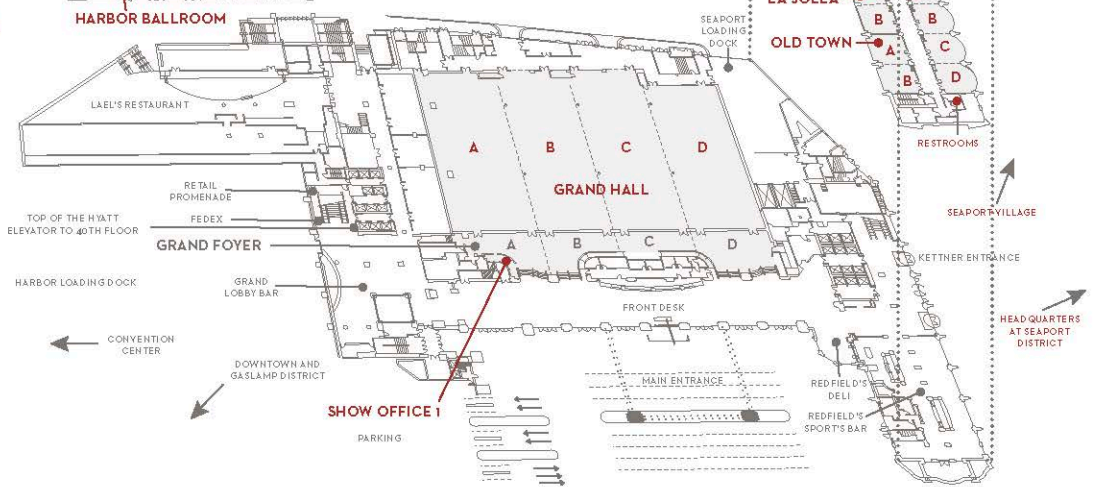 HARBOR BALLROOM
LA JOLLA
SEAPORT
LOADING
DOCK
B
B
OLD TOWN
A
C
B
D
LAEL'S RESTAURANT
RESTROOMS
A
B
C
D
GRAND HALL
RETAIL
PROMENADE
FEDEX
TOP OF THE HYATT
ELEVATOR TO 40TH FLOOR
GRAND FOYER
A
B
C
D
SEAPORT VILLAGE
KETTNER ENTRANCE
HARBOR LOADING DOCK
GRAND
LOBBY BAR
FRONT DESK
HEADQUARTERS
AT SEAPORT
DISTRICT
CONVENTION
CENTER
DOWNTOWN AND
GASLAMP DISTRICT
MAIN ENTRANCE
REDFIELD'S
DELI
SHOW OFFICE 1
REDFIELD'S
SPORT'S BAR
PARKING